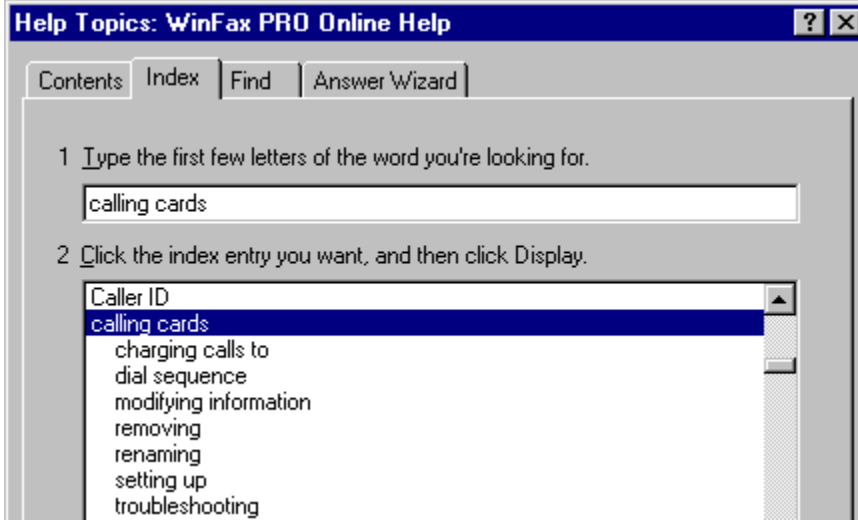 Help Topics: WinFax PRO Online Help
Contents Index Find Answer Wizard
1 Type the first few letters of the word you're looking for.
calling cards
2 Click the index entry you want, and then click Display.
Caller ID
calling cards
charging calls to
dial sequence
modifying information
removing
renaming
setting up
troubleshooting